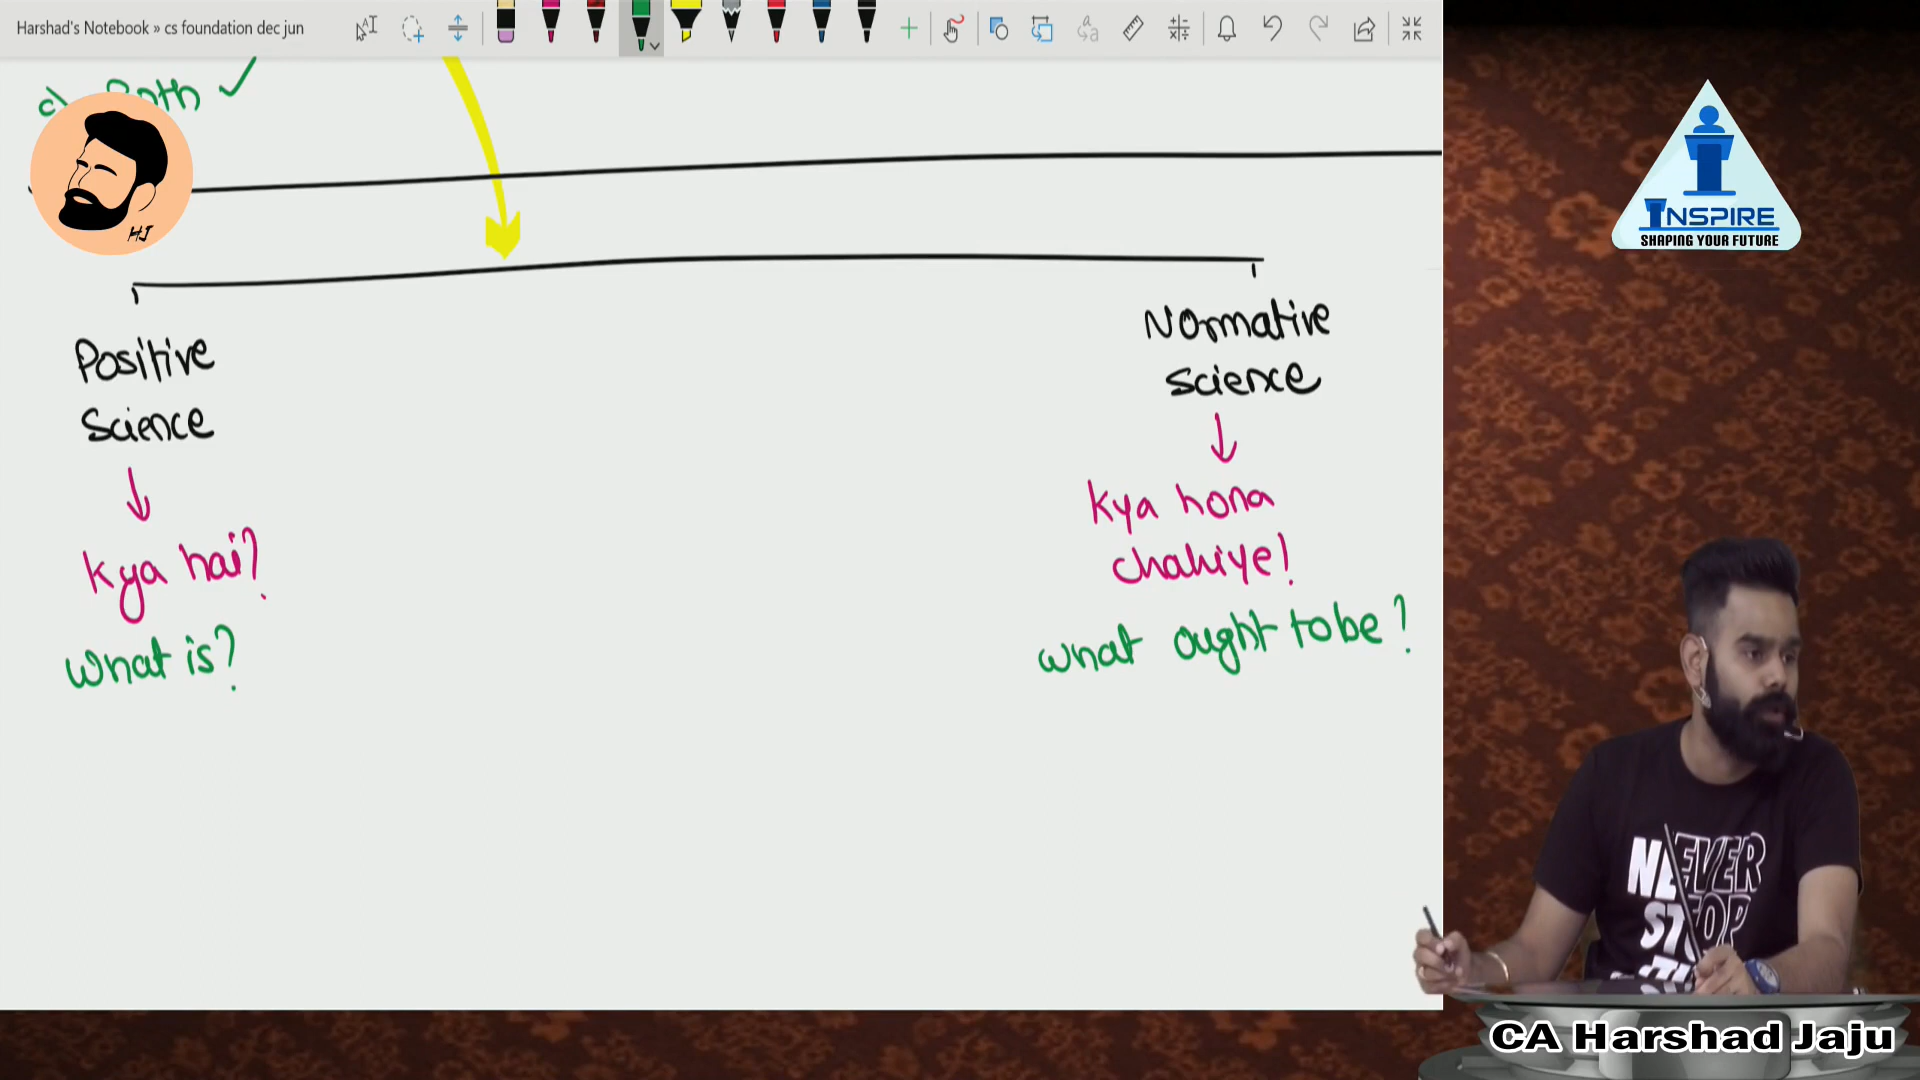 Harshad's Notebook » cs foundation dec jun
c) Both ✓
HJ
Positive
Science
↓
kya hai?
What is?
Normative
Science
↓
kya hona
chahiye!
what ought to be?
INSPIRE
SHAPING YOUR FUTURE
NEVER
STOP
CA Harshad Jaju